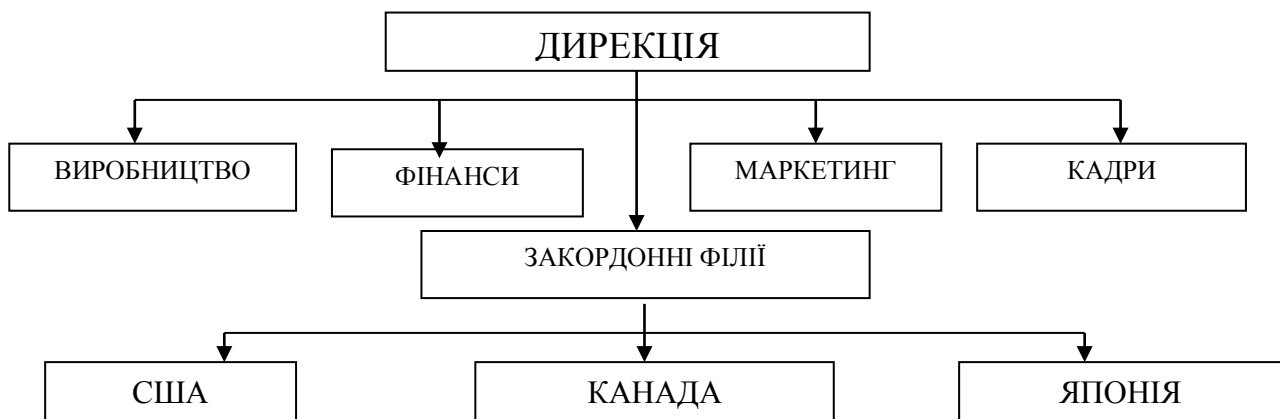 ДИРЕКЦІЯ
ВИРОБНИЦТВО
ФІНАНСИ
МАРКЕТИНГ
КАДРИ
ЗАКОРДОННІ ФІЛІЇ
США
КАНАДА
ЯПОНІЯ